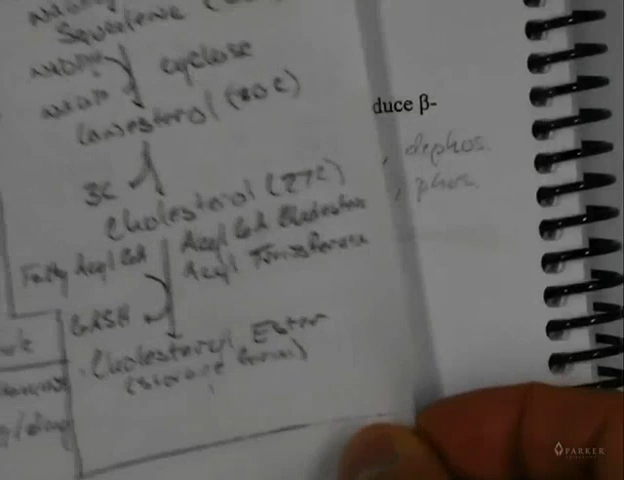 Squalene
NADPH
cyclase
NADP
Lanosterol (30C)
duce β-
, dephos.
3C
, phos.
Cholesterol (27C)
Acyl CoA Cholesterol
Fatty Acyl CoA
Acyl Transferase
CoASH
Cholesteryl Ester
(storage form)
PARKER